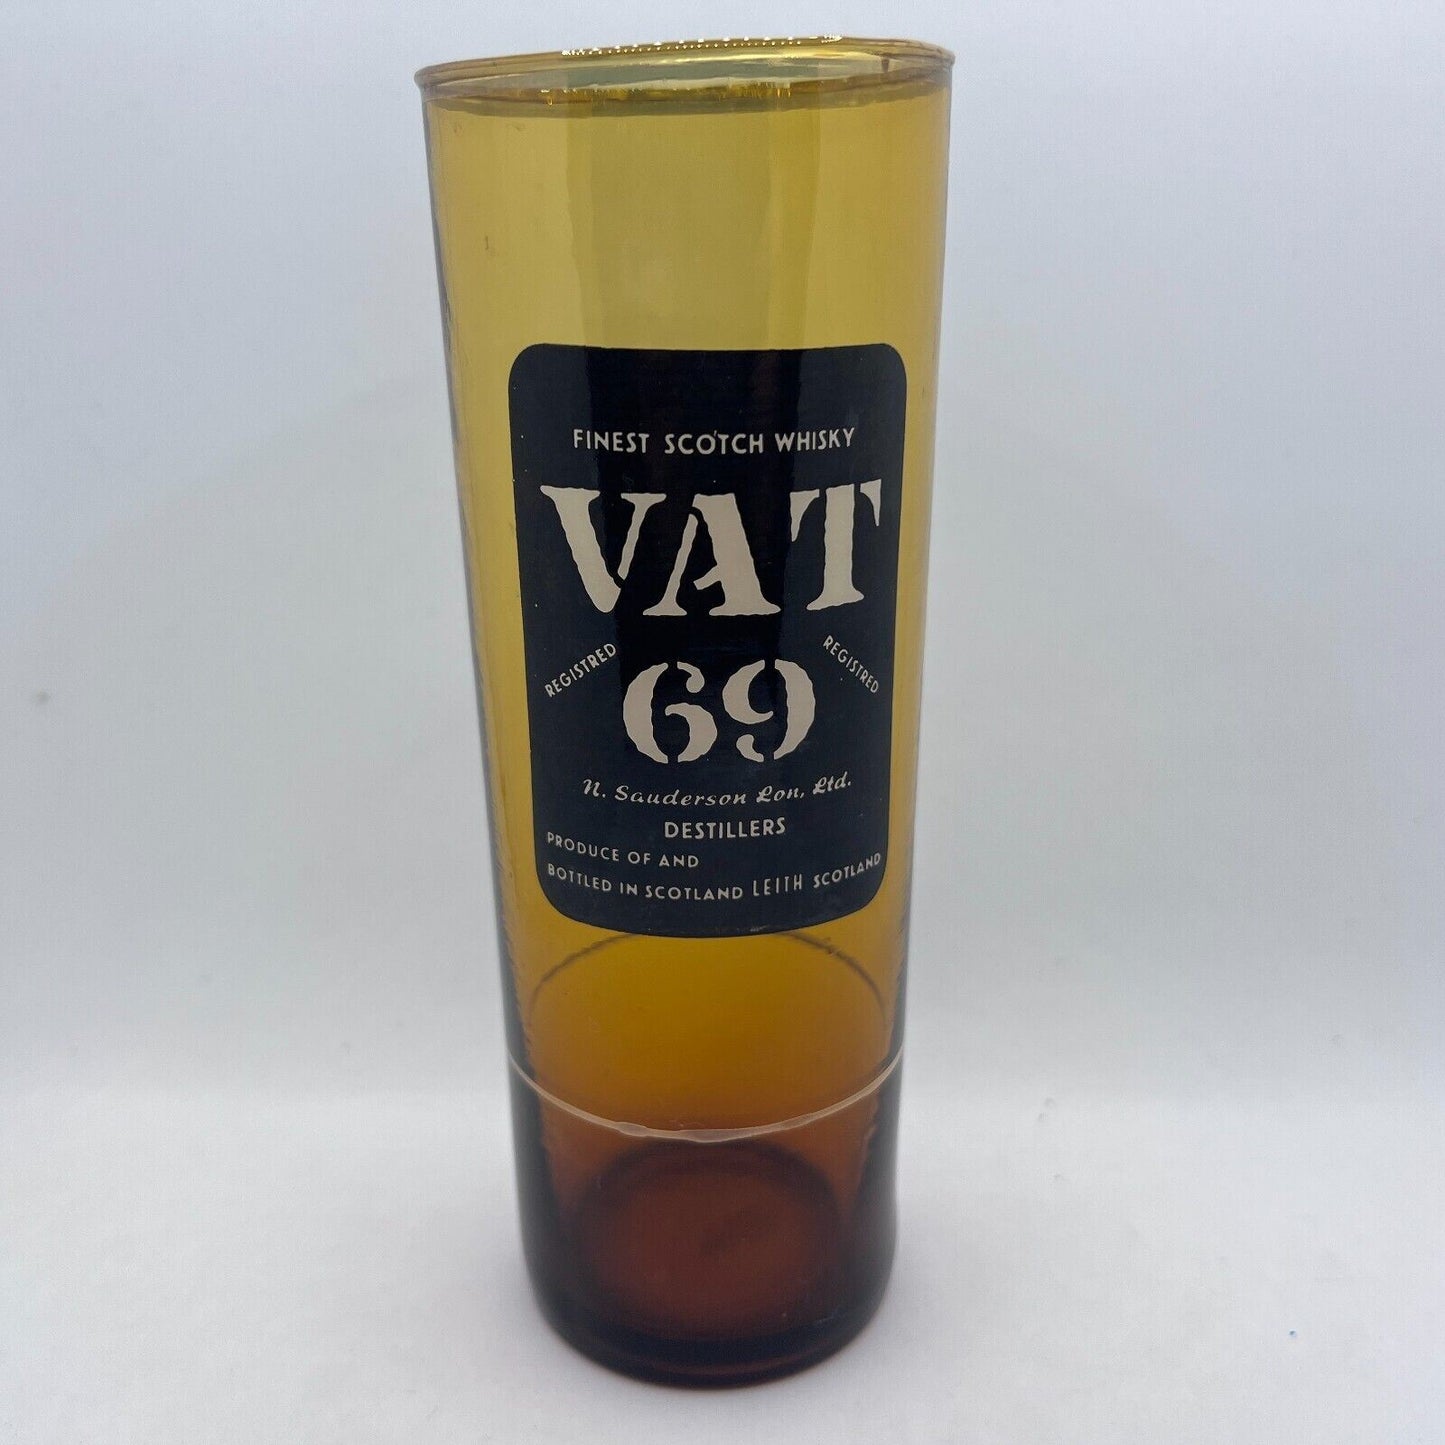 FINEST SCOTCH WHISKY
VAT
REGISTRED
REGISTRED
69
N. Sauderson Lon, Ltd.
DESTILLERS
PRODUCE OF AND
BOTTLED IN SCOTLAND LEITH SCOTLAND